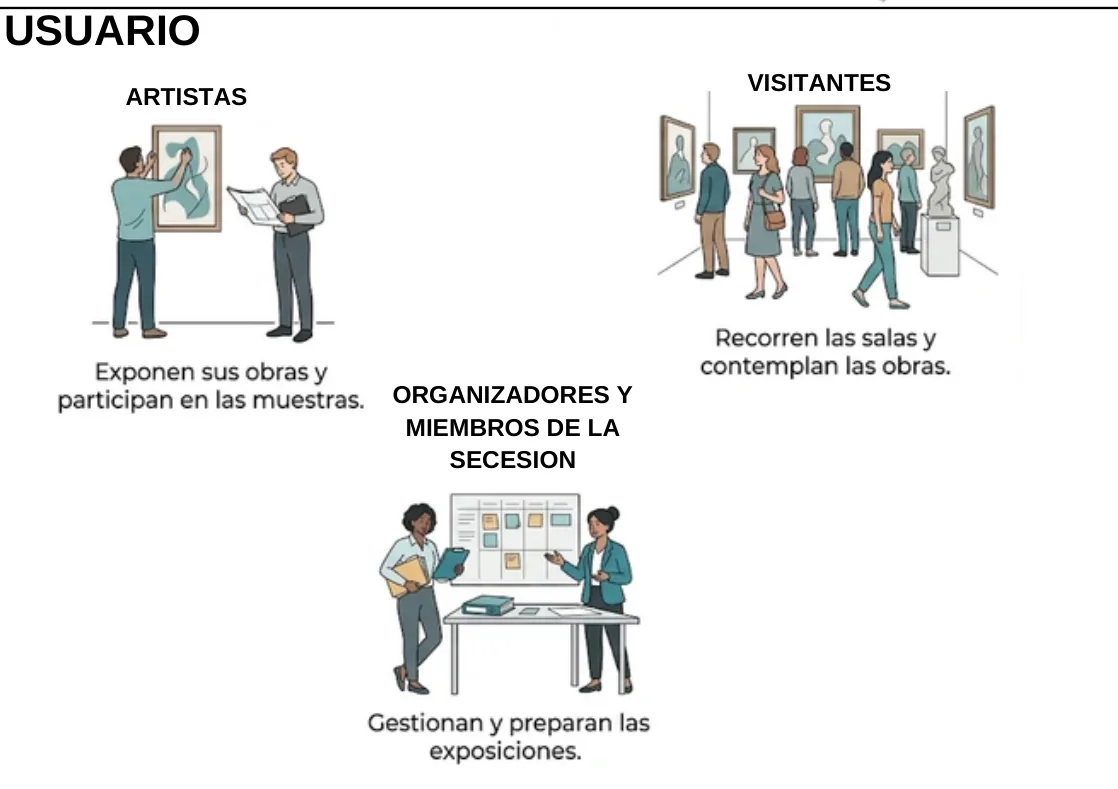 USUARIO
ARTISTAS
Exponen sus obras y
participan en las muestras.
VISITANTES
Recorren las salas y
contemplan las obras.
ORGANIZADORES Y
MIEMBROS DE LA
SECESION
Gestionan y preparan las
exposiciones.